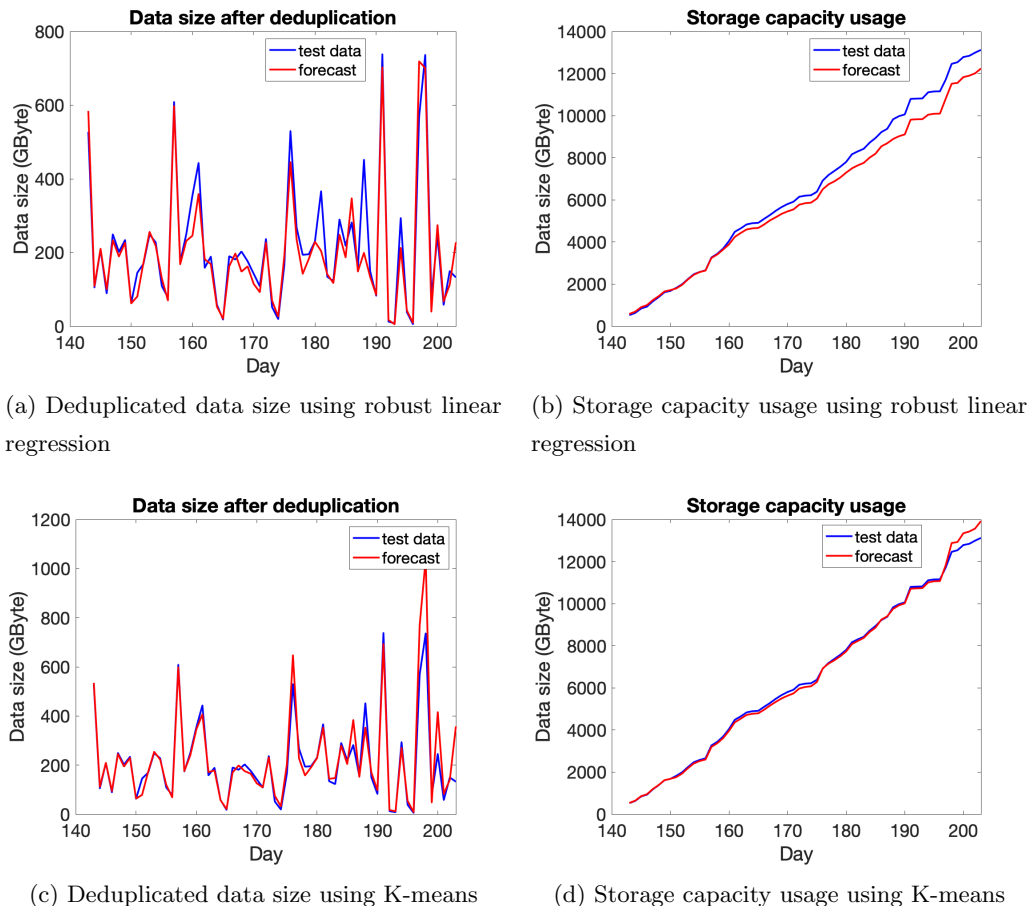 Data size after deduplication
800
600
400
200
0
Data size (GByte)
test data
forecast
140 150 160 170 180 190 200
Day
Storage capacity usage
14000
12000
10000
8000
6000
4000
2000
0
Data size (GByte)
test data
forecast
140 150 160 170 180 190 200
Day
(a) Deduplicated data size using robust linear
regression
(b) Storage capacity usage using robust linear
regression
Data size after deduplication
1200
1000
800
600
400
200
0
Data size (GByte)
test data
forecast
140 150 160 170 180 190 200
Day
Storage capacity usage
14000
12000
10000
8000
6000
4000
2000
0
Data size (GByte)
test data
forecast
140 150 160 170 180 190 200
Day
(c) Deduplicated data size using K-means
(d) Storage capacity usage using K-means